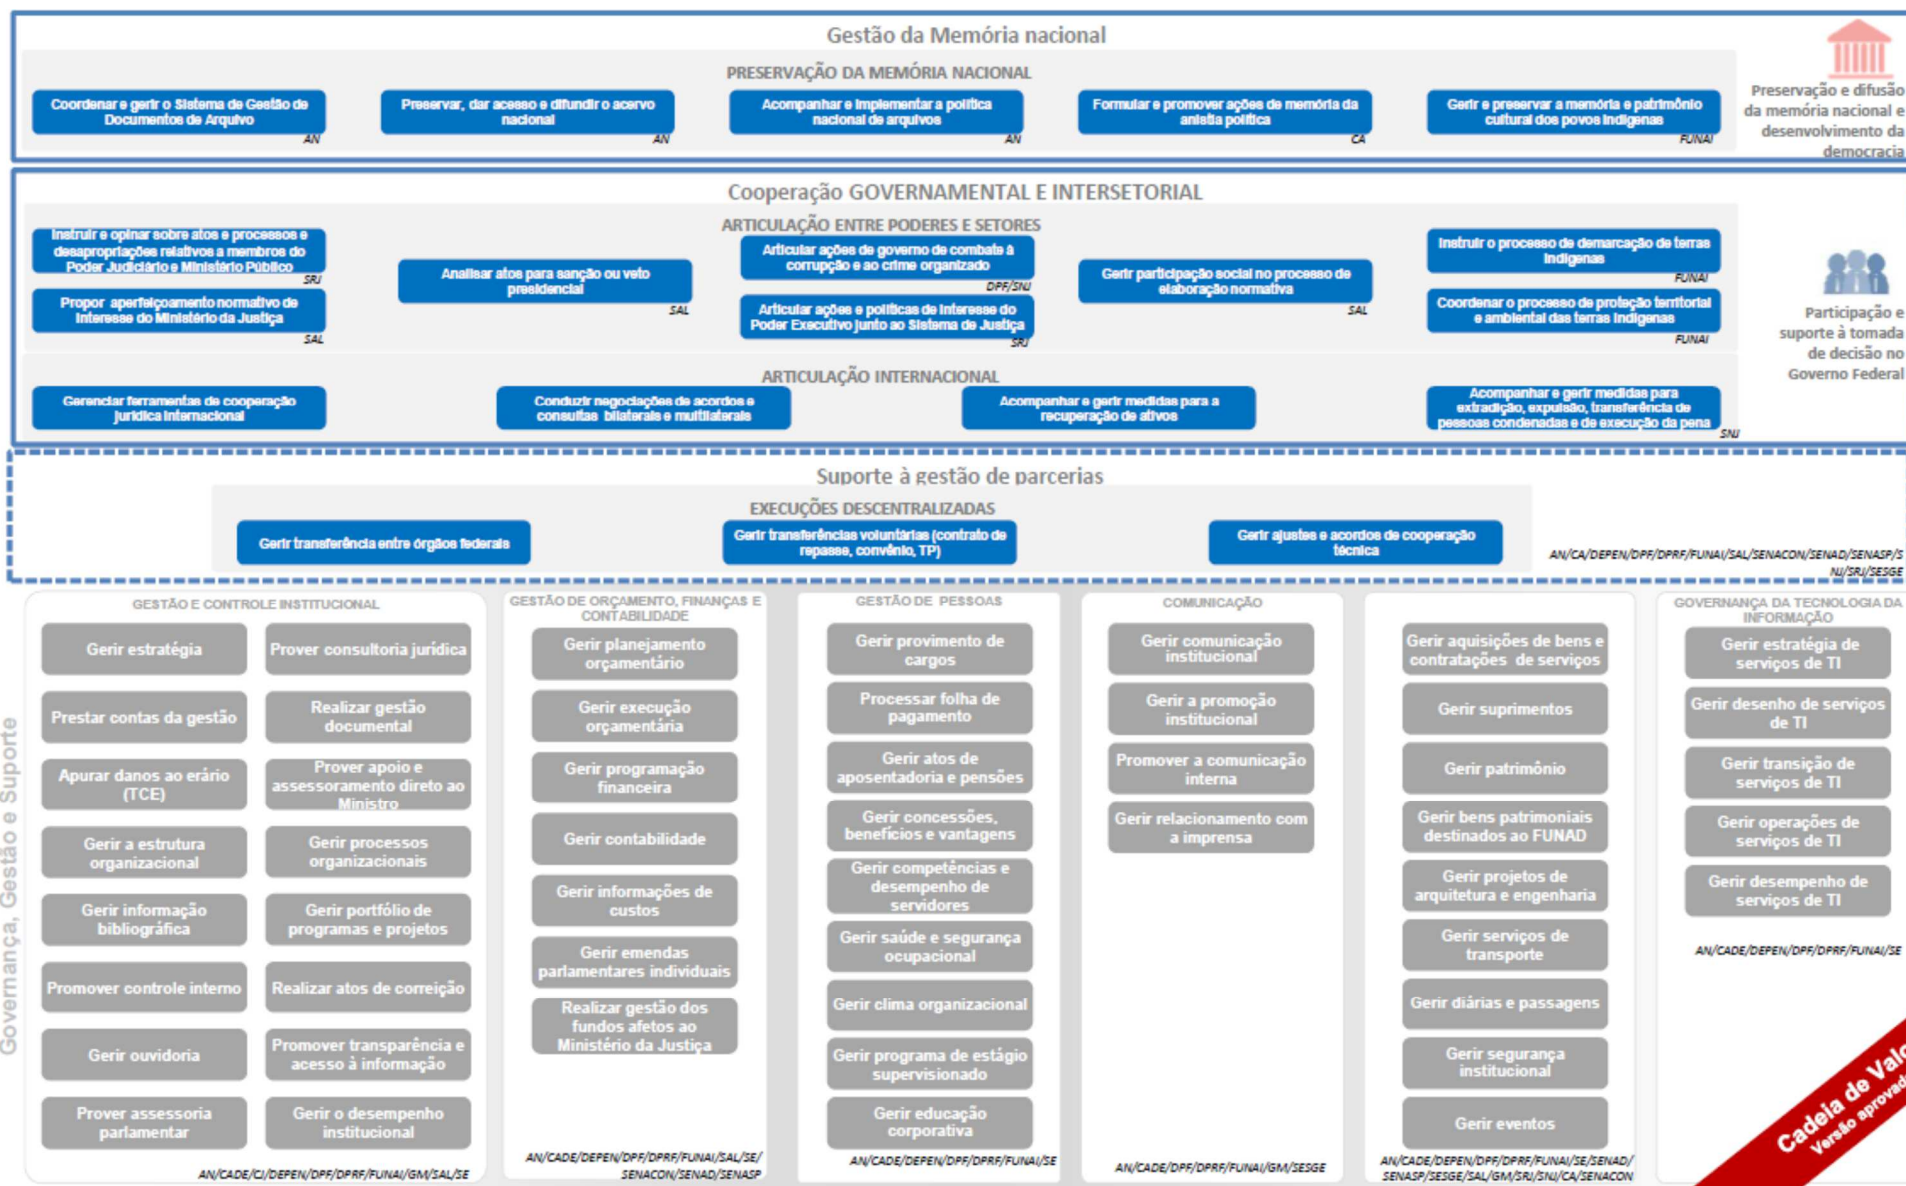 Gestão da Memória nacional
PRESERVAÇÃO DA MEMÓRIA NACIONAL
Coordenar e gerir o Sistema de Gestão de
Documentos de Arquivo
AN
Preservar, dar acesso e difundir o acervo
nacional
AN
Acompanhar e implementar a política
nacional de arquivos
AN
Formular e promover ações de memória da
anistia política
CA
Gerir e preservar a memória e patrimônio
cultural dos povos indígenas
FUNAI
Preservação e difusão
da memória nacional e
desenvolvimento da
democracia
Cooperação GOVERNAMENTAL E INTERSETORIAL
ARTICULAÇÃO ENTRE PODERES E SETORES
Instruir e opinar sobre atos e processos e
desapropriações relativos a membros do
Poder Judiciário e Ministério Público
SRJ
Propor aperfeiçoamento normativo de
interesse do Ministério da Justiça
SAL
Analisar atos para sanção ou veto
presidencial
SAL
Articular ações de governo de combate à
corrupção e ao crime organizado
DPF/SNJ
Articular ações e políticas de interesse do
Poder Executivo junto ao Sistema de Justiça
SRJ
Gerir participação social no processo de
elaboração normativa
SAL
Instruir o processo de demarcação de terras
indígenas
FUNAI
Coordenar o processo de proteção territorial
e ambiental das terras indígenas
FUNAI
Participação e
suporte à tomada
de decisão no
Governo Federal
ARTICULAÇÃO INTERNACIONAL
Gerenciar ferramentas de cooperação
jurídica internacional
Conduzir negociações de acordos e
consultas bilaterais e multilaterais
Acompanhar e gerir medidas para a
recuperação de ativos
Acompanhar e gerir medidas para
extradição, expulsão, transferência de
pessoas condenadas e de execução da pena
SNJ
Suporte à gestão de parcerias
EXECUÇÕES DESCENTRALIZADAS
Gerir transferência entre órgãos federais
Gerir transferências voluntárias (contrato de
repasse, convênio, TP)
Gerir ajustes e acordos de cooperação
técnica
AN/CA/DEPEN/DPF/DPRF/FUNAI/SAL/SENACON/SENAD/SENASP/S
NJ/SRJ/SESGE
Governança, Gestão e Suporte
GESTÃO E CONTROLE INSTITUCIONAL
Gerir estratégia
Prover consultoria jurídica
Prestar contas da gestão
Realizar gestão
documental
Apurar danos ao erário
(TCE)
Prover apoio e
assessoramento direto ao
Ministro
Gerir a estrutura
organizacional
Gerir processos
organizacionais
Gerir informação
bibliográfica
Gerir portfólio de
programas e projetos
Promover controle interno
Realizar atos de correição
Gerir ouvidoria
Promover transparência e
acesso à informação
Prover assessoria
parlamentar
Gerir o desempenho
institucional
AN/CADE/CJ/DEPEN/DPF/DPRF/FUNAI/GM/SAL/SE
GESTÃO DE ORÇAMENTO, FINANÇAS E
CONTABILIDADE
Gerir planejamento
orçamentário
Gerir execução
orçamentária
Gerir programação
financeira
Gerir contabilidade
Gerir informações de
custos
Gerir emendas
parlamentares individuais
Realizar gestão dos
fundos afetos ao
Ministério da Justiça
AN/CADE/DEPEN/DPF/DPRF/FUNAI/SAL/SE/
SENACON/SENAD/SENASP
GESTÃO DE PESSOAS
Gerir provimento de
cargos
Processar folha de
pagamento
Gerir atos de
aposentadoria e pensões
Gerir concessões,
benefícios e vantagens
Gerir competências e
desempenho de
servidores
Gerir saúde e segurança
ocupacional
Gerir clima organizacional
Gerir programa de estágio
supervisionado
Gerir educação
corporativa
AN/CADE/DEPEN/DPF/DPRF/FUNAI/SE
COMUNICAÇÃO
Gerir comunicação
institucional
Gerir a promoção
institucional
Promover a comunicação
interna
Gerir relacionamento com
a imprensa
AN/CADE/DPF/DPRF/FUNAI/GM/SESGE
Gerir aquisições de bens e
contratações de serviços
Gerir suprimentos
Gerir patrimônio
Gerir bens patrimoniais
destinados ao FUNAD
Gerir projetos de
arquitetura e engenharia
Gerir serviços de
transporte
Gerir diárias e passagens
Gerir segurança
institucional
Gerir eventos
AN/CADE/DEPEN/DPF/DPRF/FUNAI/SE/SENAD/
SENASP/SESGE/SAL/GM/SRJ/SNJ/CA/SENACON
GOVERNANÇA DA TECNOLOGIA DA
INFORMAÇÃO
Gerir estratégia de
serviços de TI
Gerir desenho de serviços
de TI
Gerir transição de
serviços de TI
Gerir operações de
serviços de TI
Gerir desempenho de
serviços de TI
AN/CADE/DEPEN/DPF/DPRF/FUNAI/SE
Cadeia de Valo
Versão aprovad